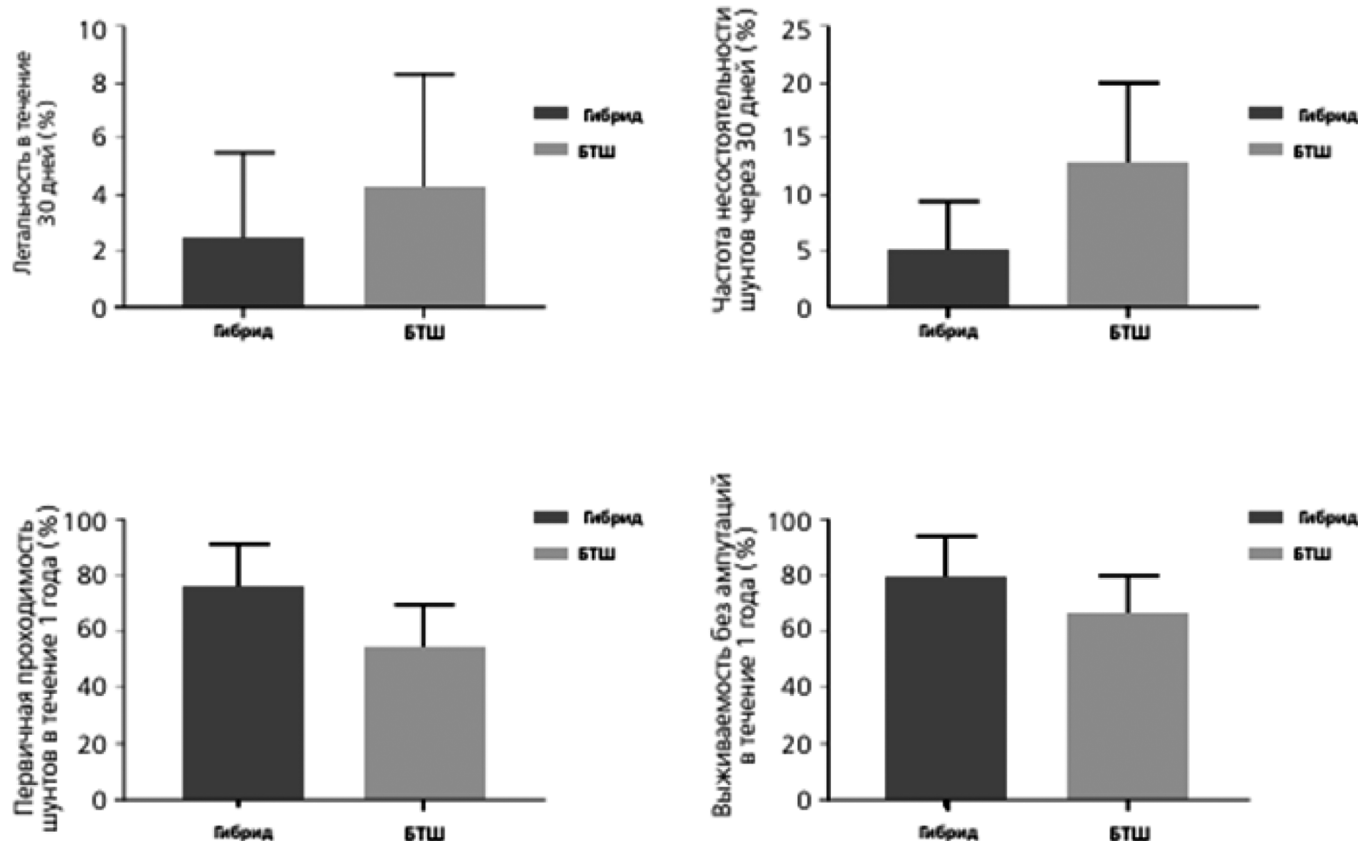 Летальность в течение
30 дней (%)
10
8
6
4
2
0
Гибрид
БТШ
Гибрид
БТШ
Частота несостоятельности
шунтов через 30 дней (%)
25
20
15
10
5
0
Гибрид
БТШ
Гибрид
БТШ
Первичная проходимость
шунтов в течение 1 года (%)
100
80
60
40
20
0
Гибрид
БТШ
Гибрид
БТШ
Выживаемость без ампутаций
в течение 1 года (%)
100
80
60
40
20
0
Гибрид
БТШ
Гибрид
БТШ